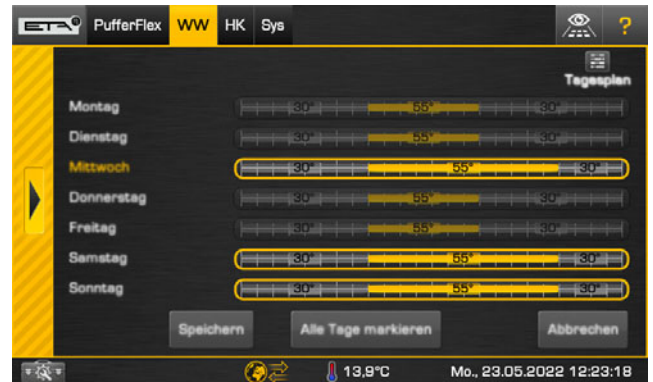 ETA PufferFlex WW HK Sys ?
Tagesplan
Montag 30° 55° 30°
Dienstag 30° 55° 30°
Mittwoch 30° 55° 30°
Donnerstag 30° 55° 30°
Freitag 30° 55° 30°
Samstag 30° 55° 30°
Sonntag 30° 55° 30°
Speichern Alle Tage markieren Abbrechen
13,9°C Mo., 23.05.2022 12:23:18